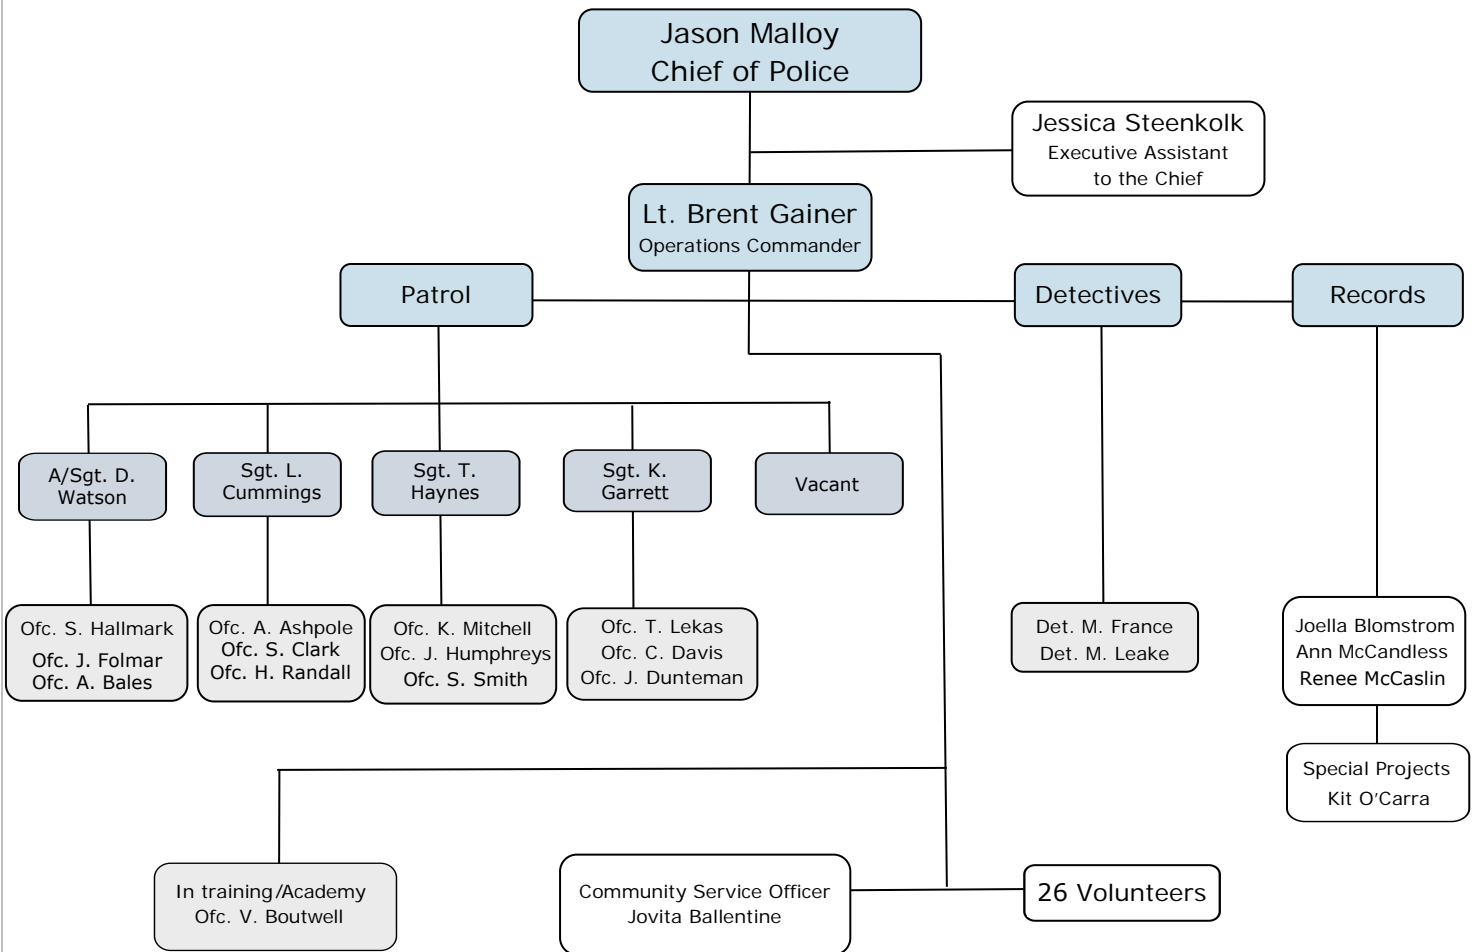 Jason Malloy
Chief of Police
Jessica Steenkolk
Executive Assistant
to the Chief
Lt. Brent Gainer
Operations Commander
Patrol
Detectives
Records
A/Sgt. D.
Watson
Sgt. L.
Cummings
Sgt. T.
Haynes
Sgt. K.
Garrett
Vacant
Ofc. S. Hallmark
Ofc. J. Folmar
Ofc. A. Bales
Ofc. A. Ashpole
Ofc. S. Clark
Ofc. H. Randall
Ofc. K. Mitchell
Ofc. J. Humphreys
Ofc. S. Smith
Ofc. T. Lekas
Ofc. C. Davis
Ofc. J. Dunteman
Det. M. France
Det. M. Leake
Joella Blomstrom
Ann McCandless
Renee McCaslin
Special Projects
Kit O'Carra
In training/Academy
Ofc. V. Boutwell
Community Service Officer
Jovita Ballentine
26 Volunteers